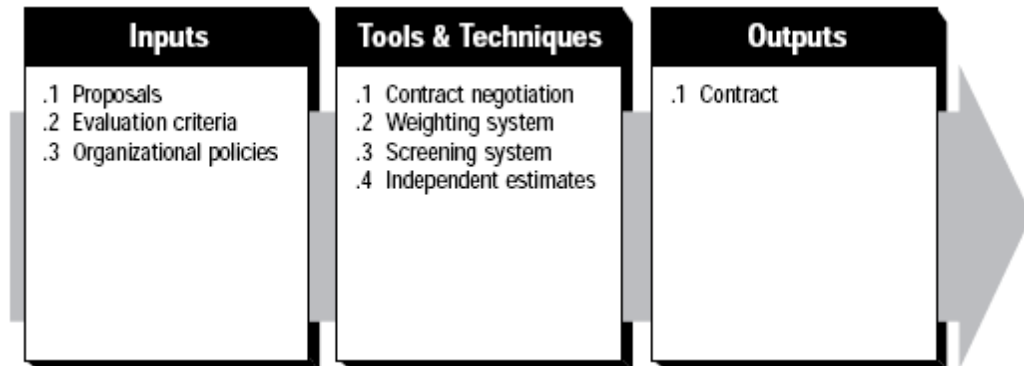 Inputs
.1 Proposals
.2 Evaluation criteria
.3 Organizational policies
Tools & Techniques
.1 Contract negotiation
.2 Weighting system
.3 Screening system
.4 Independent estimates
Outputs
.1 Contract